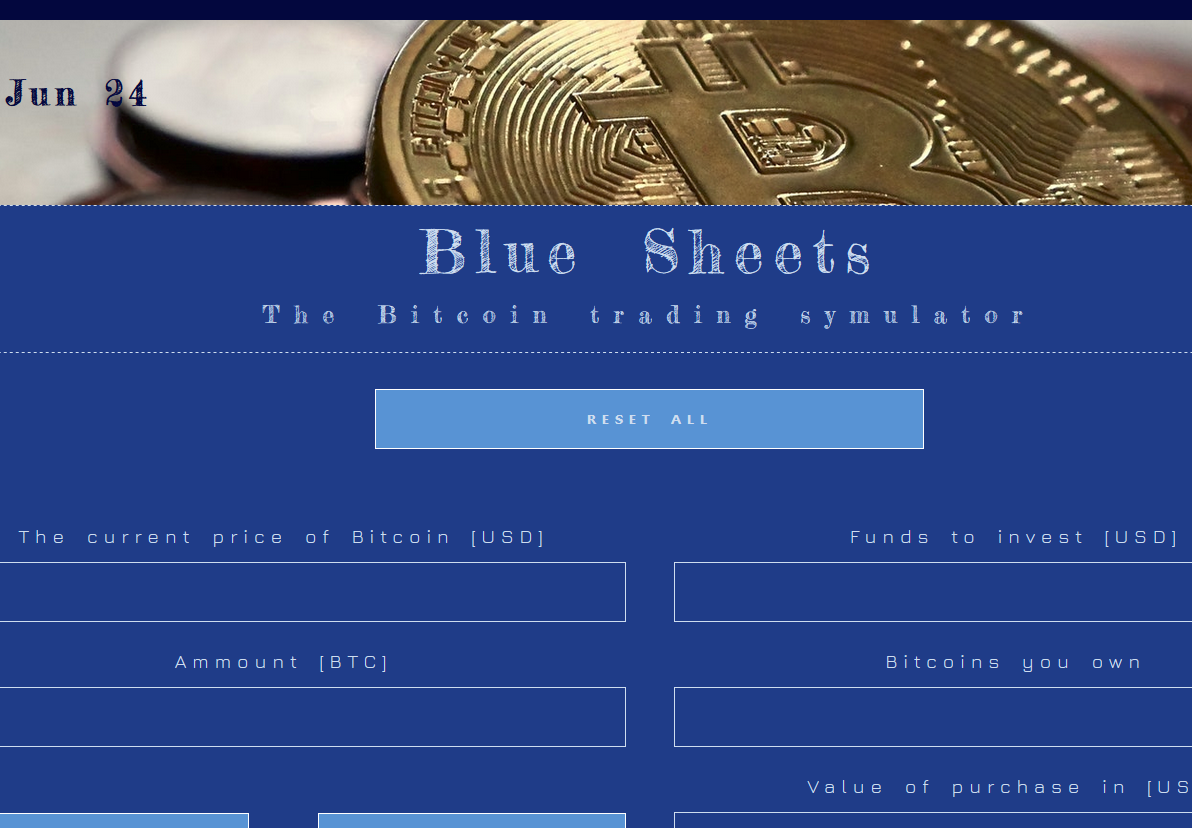 Jun 24
Blue Sheets
The Bitcoin trading symulator
RESET ALL
The current price of Bitcoin [USD]
Funds to invest [USD]
Ammount [BTC]
Bitcoins you own
Value of purchase in [US